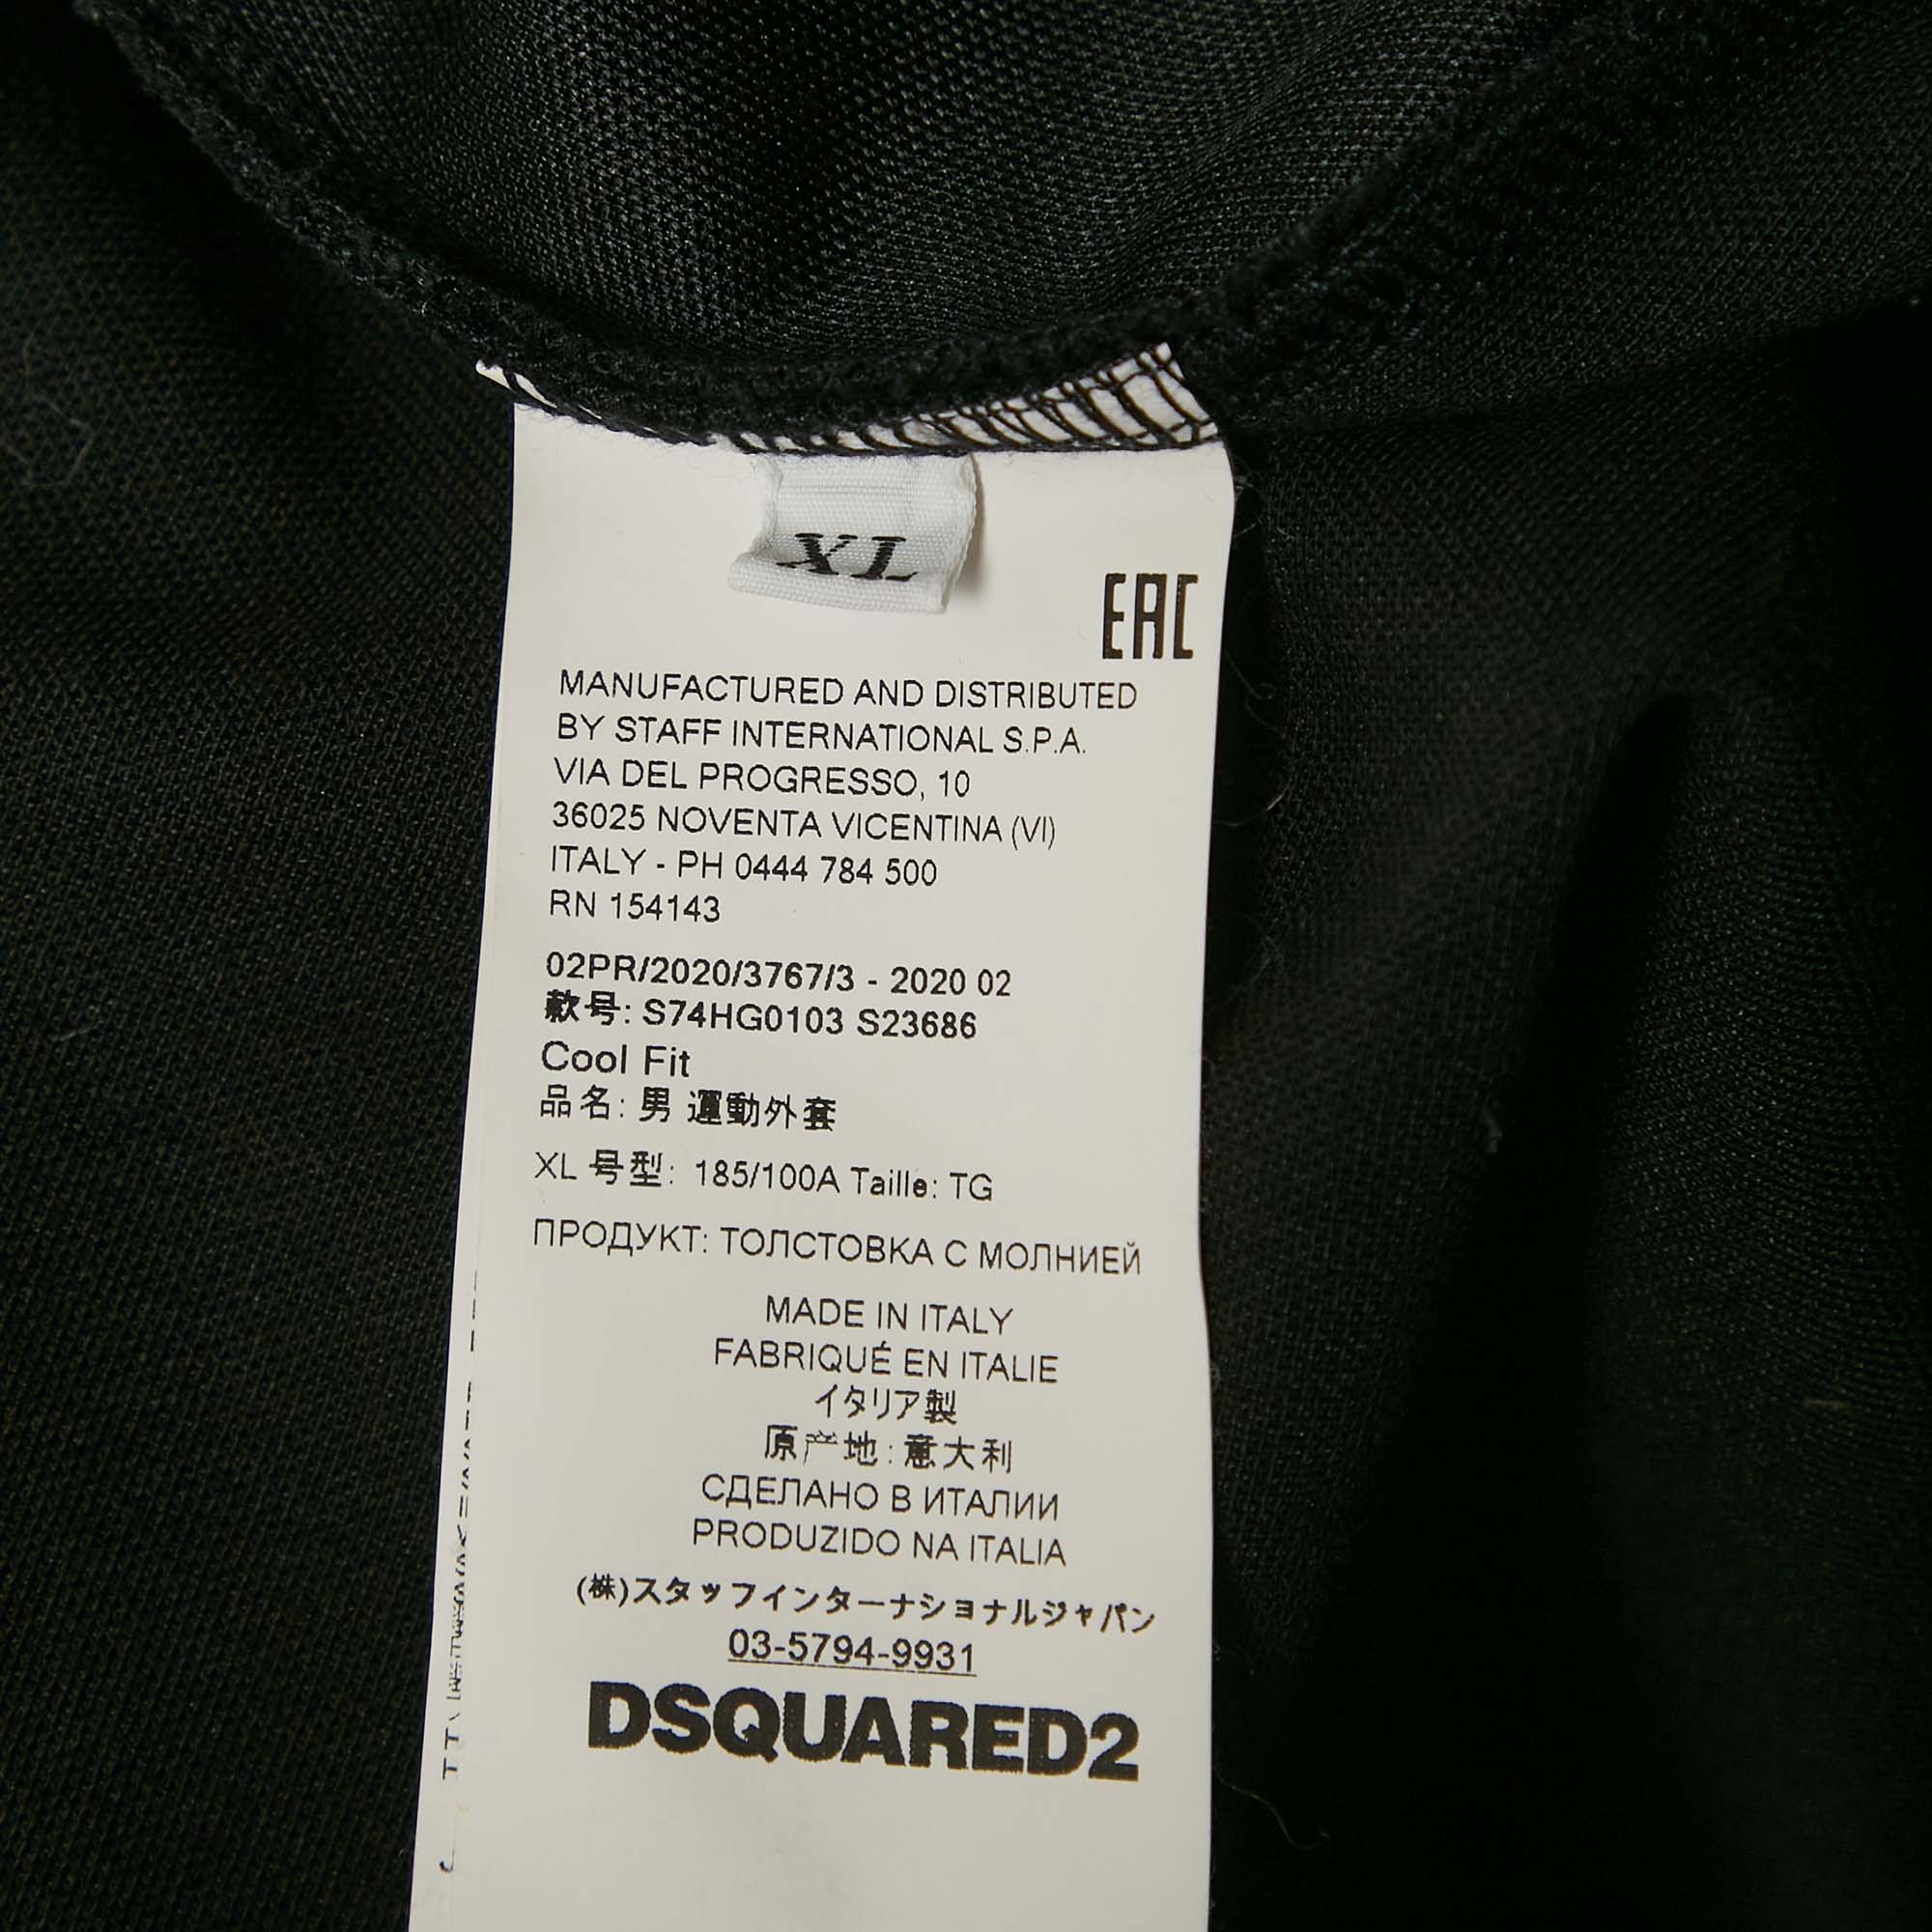 XL
EAC
MANUFACTURED AND DISTRIBUTED
BY STAFF INTERNATIONAL S.P.A.
VIA DEL PROGRESSO, 10
36025 NOVENTA VICENTINA (VI)
ITALY - PH 0444 784 500
RN 154143
02PR/2020/3767/3 - 2020 02
款号: S74HG0103 S23686
Cool Fit
品名: 男 運動外套
XL 号型: 185/100A Taille: TG
ПРОДУКТ: ТОЛСТОВКА С МОЛНИЕЙ
MADE IN ITALY
FABRIQUÉ EN ITALIE
イタリア製
原产地: 意大利
СДЕЛАНО В ИТАЛИИ
PRODUZIDO NA ITALIA
(株)スタッフインターナショナルジャパン
03-5794-9931
DSQUARED2